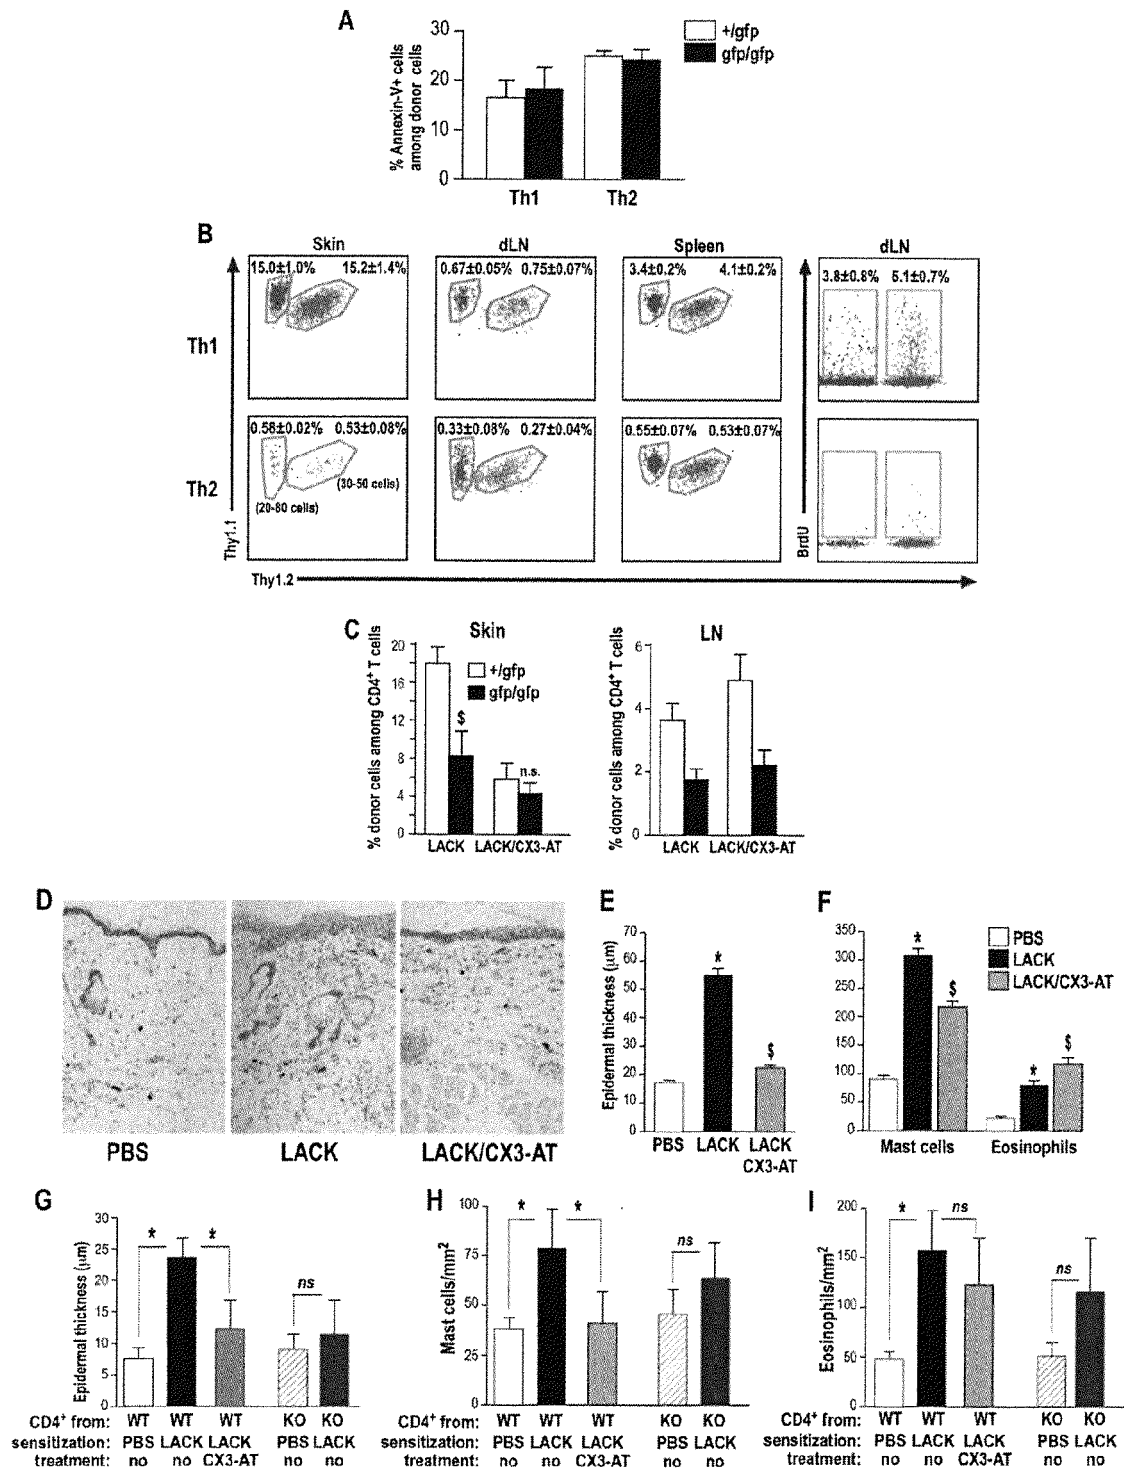 A
30
20
10
0
% Annexin-V+ cells
among donor cells
+/gfp
gfp/gfp
Th1 Th2
B
Skin dLN Spleen dLN
15.0±1.0% 15.2±1.4% 0.67±0.05% 0.75±0.07% 3.4±0.2% 4.1±0.2% 3.8±0.8% 5.1±0.7%
Th1
0.58±0.02% 0.53±0.08% 0.33±0.08% 0.27±0.04% 0.55±0.07% 0.53±0.07%
Th2
(30-50 cells)
(20-80 cells)
Thy1.1
BrdU
Thy1.2
C
Skin
% donor cells among CD4+ T cells
20
16
12
8
4
0
+/gfp
gfp/gfp
$
n.s.
LACK LACK/CX3-AT
LN
% donor cells among CD4+ T cells
6
4
2
0
LACK LACK/CX3-AT
D
PBS LACK LACK/CX3-AT
E
Epidermal thickness (µm)
70
60
50
40
30
20
10
0
*
$
PBS LACK LACK
CX3-AT
F
350
300
250
200
150
100
50
0
* $ * $
PBS
LACK
LACK/CX3-AT
Mast cells Eosinophils
G
Epidermal thickness (µm)
30
25
20
15
10
5
0
* * ns
CD4+ from: WT WT WT KO KO
sensitization: PBS LACK LACK PBS LACK
treatment: no no CX3-AT no no
H
Mast cells/mm2
100
75
50
25
0
* * ns
CD4+ from: WT WT WT KO KO
sensitization: PBS LACK LACK PBS LACK
treatment: no no CX3-AT no no
I
Eosinophils/mm2
200
150
100
50
0
* ns ns
CD4+ from: WT WT WT KO KO
sensitization: PBS LACK LACK PBS LACK
treatment: no no CX3-AT no no